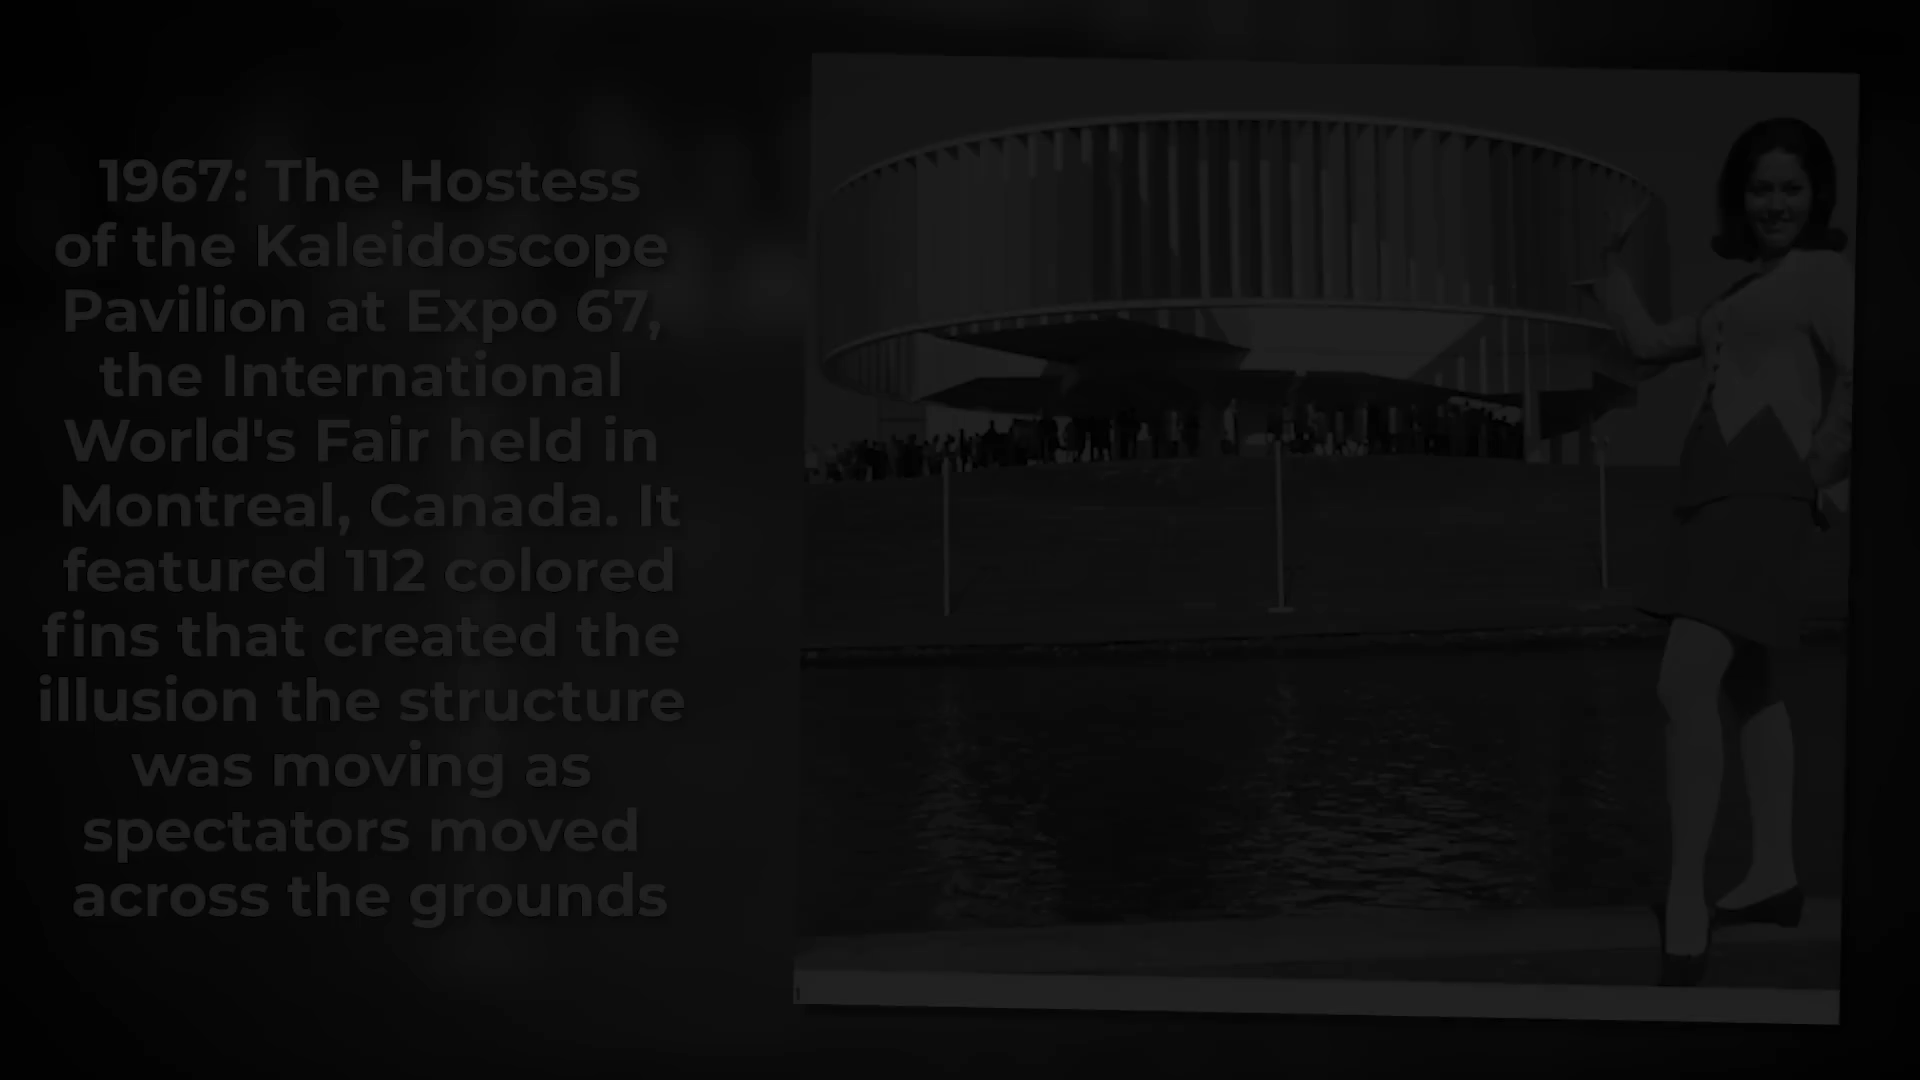 1967: The Hostess
of the Kaleidoscope
Pavilion at Expo 67,
the International
World's Fair held in
Montreal, Canada. It
featured 112 colored
fins that created the
illusion the structure
was moving as
spectators moved
across the grounds